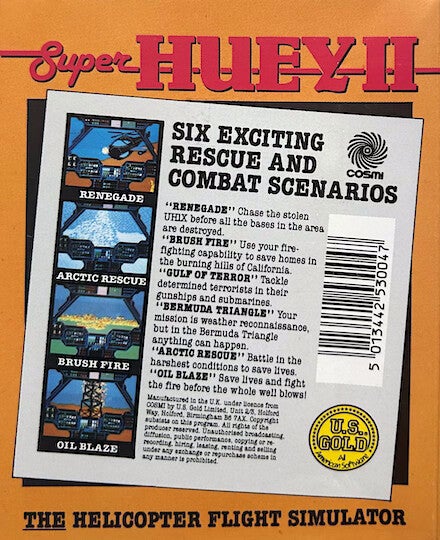 Super HUEY II
SIX EXCITING
RESCUE AND
COMBAT SCENARIOS
COSMI
RENEGADE
ARCTIC RESCUE
BRUSH FIRE
OIL BLAZE
"RENEGADE" Chase the stolen
UHIX before all the bases in the area
are destroyed.
"BRUSH FIRE" Use your fire-
fighting capability to save homes in
the burning hills of California.
"GULF OF TERROR" Tackle
determined terrorists in their
gunships and submarines.
"BERMUDA TRIANGLE" Your
mission is weather reconnaissance,
but in the Bermuda Triangle
anything can happen.
"ARCTIC RESCUE" Battle in the
harshest conditions to save lives.
"OIL BLAZE" Save lives and fight
the fire before the whole well blows!
Manufactured in the U.K. under licence from
COSMI by U.S. Gold Limited, Unit 2/3, Holford
Way, Holford, Birmingham B6 7AX. Copyright
subsists on this program. All rights of the
producer reserved. Unauthorised broadcasting,
diffusion, public performance, copying or re-
recording, hiring, leasing, renting and selling
under any exchange or repurchase scheme in
any manner is prohibited.
5 013442 530047
U.S.
GOLD
All
American Software
THE HELICOPTER FLIGHT SIMULATOR